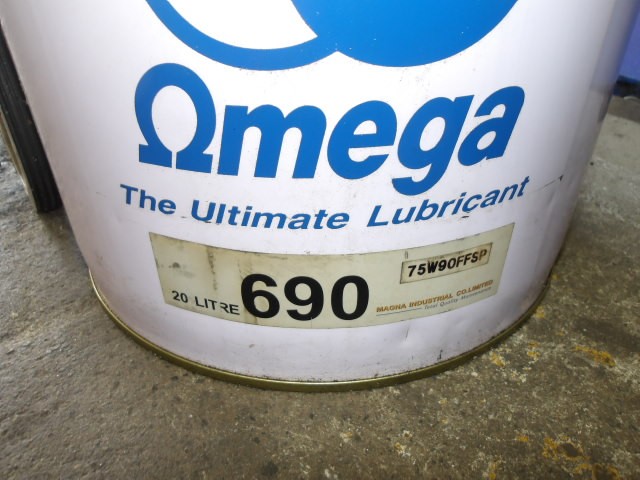 Ωmega
The Ultimate Lubricant
75W90FFSP
20 LITRE 690
MAGNA INDUSTRIAL CO.LIMITED